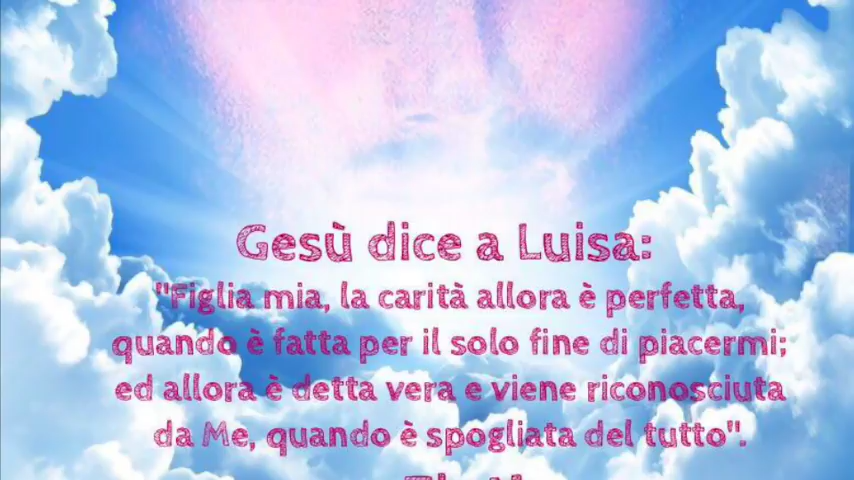 Gesù dice a Luisa:
"Figlia mia, la carità allora è perfetta,
quando è fatta per il solo fine di piacermi;
ed allora è detta vera e viene riconosciuta
da Me, quando è spogliata del tutto".